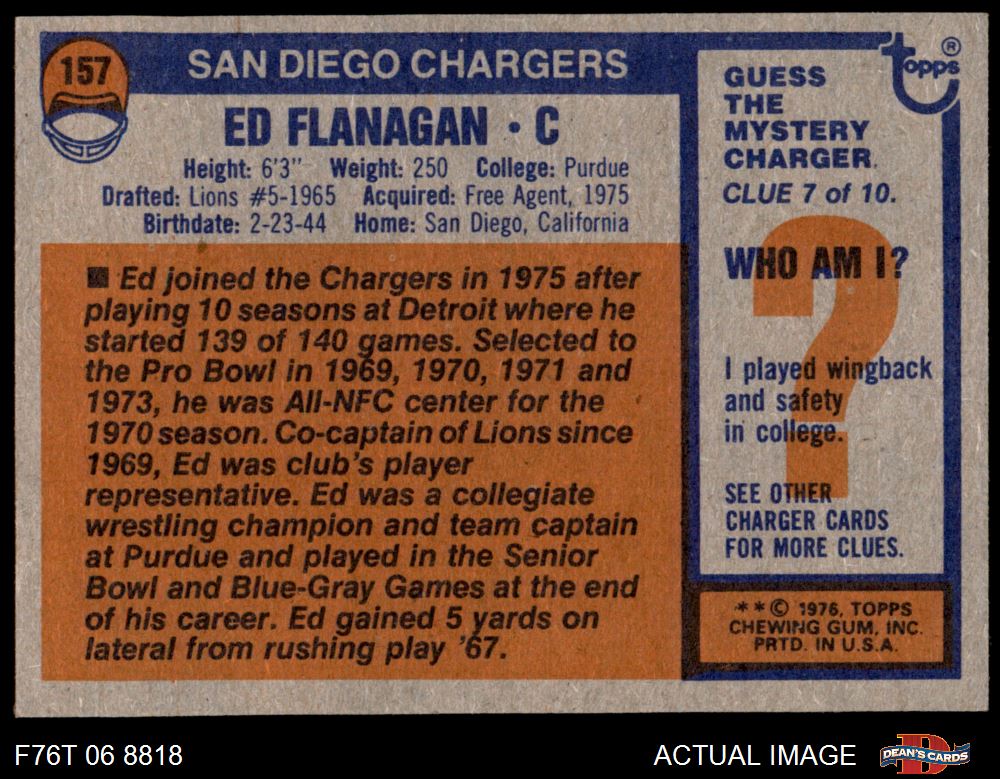 157
SAN DIEGO CHARGERS
ED FLANAGAN • C
Height: 6'3" Weight: 250 College: Purdue
Drafted: Lions #5-1965 Acquired: Free Agent, 1975
Birthdate: 2-23-44 Home: San Diego, California
■ Ed joined the Chargers in 1975 after
playing 10 seasons at Detroit where he
started 139 of 140 games. Selected to
the Pro Bowl in 1969, 1970, 1971 and
1973, he was All-NFC center for the
1970 season. Co-captain of Lions since
1969, Ed was club's player
representative. Ed was a collegiate
wrestling champion and team captain
at Purdue and played in the Senior
Bowl and Blue-Gray Games at the end
of his career. Ed gained 5 yards on
lateral from rushing play '67.
topps®
GUESS
THE
MYSTERY
CHARGER.
CLUE 7 of 10.
?
WHO AM I?
I played wingback
and safety
in college.
SEE OTHER
CHARGER CARDS
FOR MORE CLUES.
**© 1976, TOPPS
CHEWING GUM, INC.
PRTD. IN U.S.A.
F76T 06 8818
ACTUAL IMAGE
D
DEAN'S CARDS